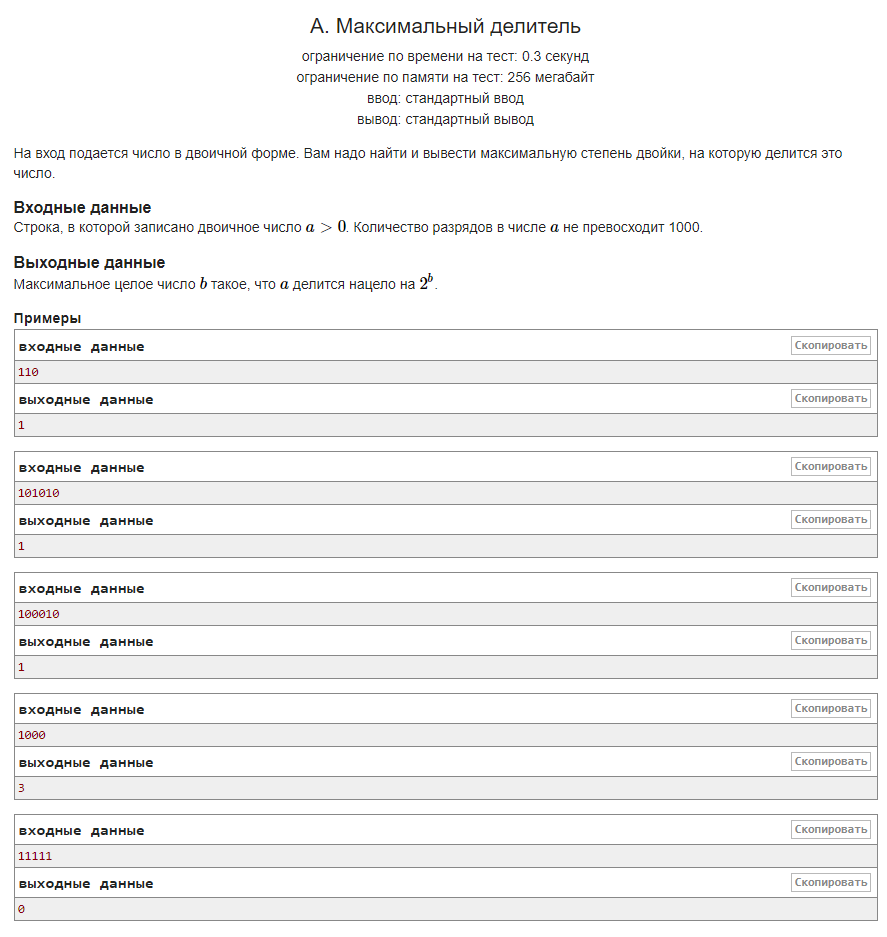 A. Максимальный делитель
ограничение по времени на тест: 0.3 секунд
ограничение по памяти на тест: 256 мегабайт
ввод: стандартный ввод
вывод: стандартный вывод
На вход подается число в двоичной форме. Вам надо найти и вывести максимальную степень двойки, на которую делится это
число.
Входные данные
Строка, в которой записано двоичное число a > 0. Количество разрядов в числе a не превосходит 1000.
Выходные данные
Максимальное целое число b такое, что a делится нацело на 2^b.
Примеры
входные данные Скопировать
110
выходные данные Скопировать
1
входные данные Скопировать
101010
выходные данные Скопировать
1
входные данные Скопировать
100010
выходные данные Скопировать
1
входные данные Скопировать
1000
выходные данные Скопировать
3
входные данные Скопировать
11111
выходные данные Скопировать
0